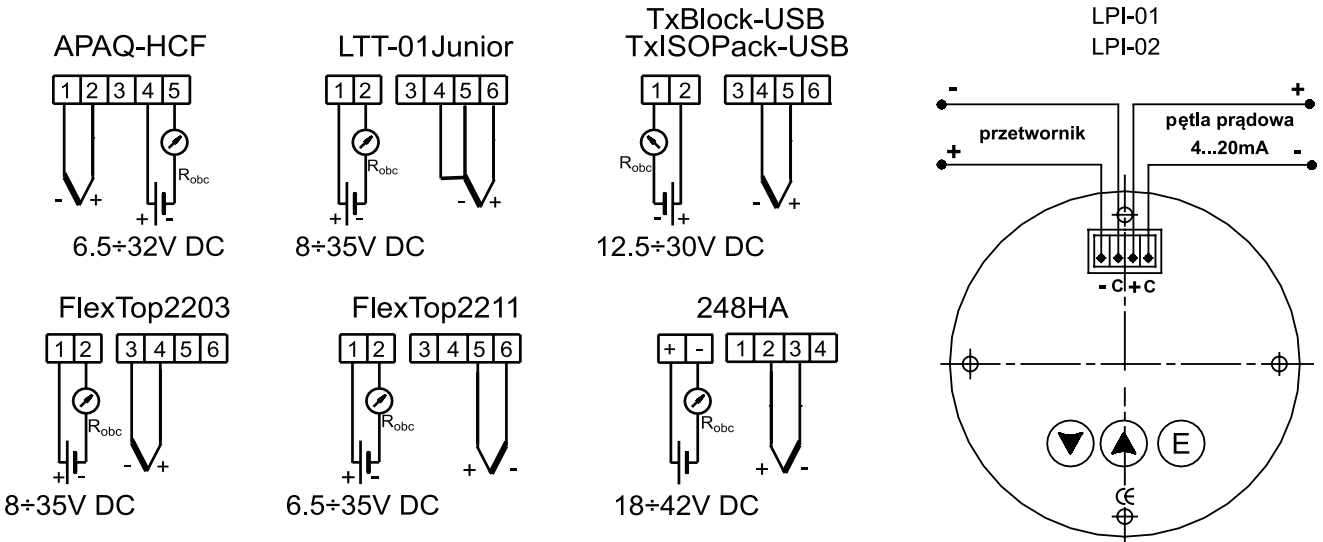 APAQ-HCF
1 2 3 4 5
Robc
- +
+ -
6.5÷32V DC
LTT-01Junior
1 2 3 4 5 6
Robc
+ -
- +
8÷35V DC
TxBlock-USB
TxISOPack-USB
1 2 3 4 5 6
Robc
- +
- +
12.5÷30V DC
LPI-01
LPI-02
- +
przetwornik
pętla prądowa
4...20mA
+ -
- C + C
E
CE
FlexTop2203
1 2 3 4 5 6
Robc
- +
+ -
8÷35V DC
FlexTop2211
1 2 3 4 5 6
Robc
+ -
+ -
6.5÷35V DC
248HA
+ - 1 2 3 4
Robc
+ -
+ -
18÷42V DC